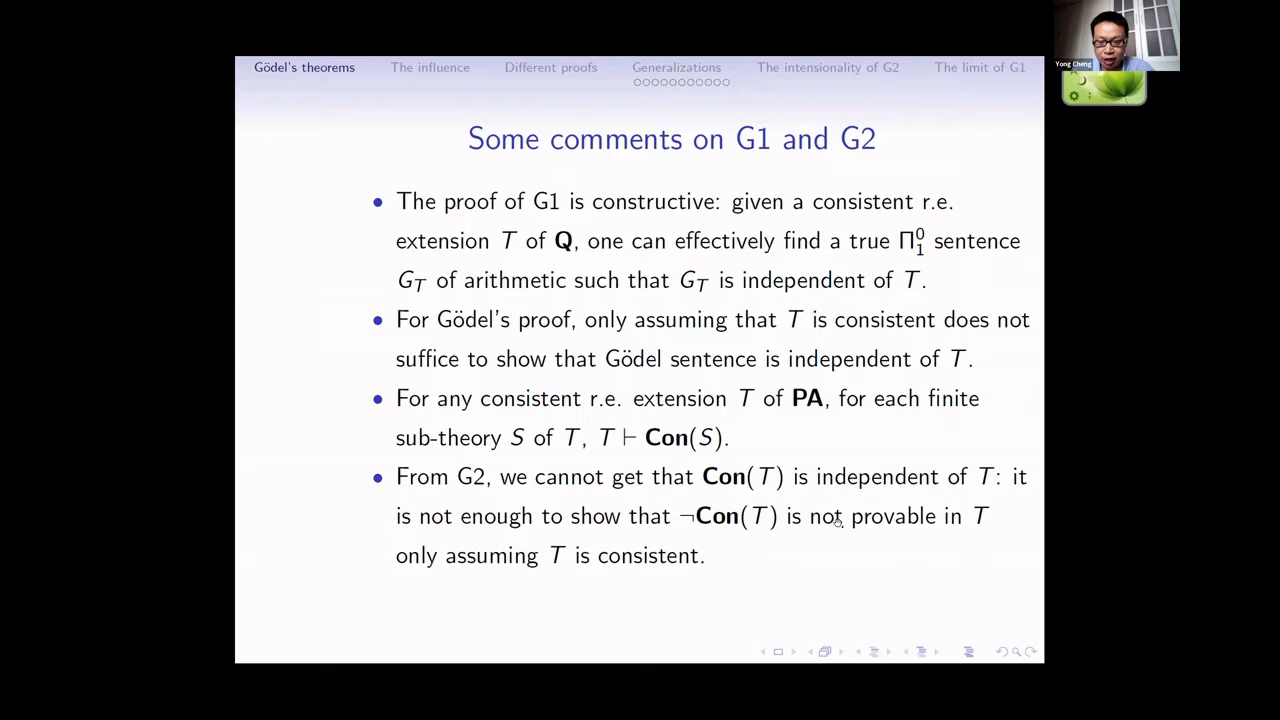 Yong Cheng
Gödel's theorems The influence Different proofs Generalizations The intensionality of G2 The limit of G1
Some comments on G1 and G2
• The proof of G1 is constructive: given a consistent r.e.
extension T of Q, one can effectively find a true Π⁰₁ sentence
G_T of arithmetic such that G_T is independent of T.
• For Gödel's proof, only assuming that T is consistent does not
suffice to show that Gödel sentence is independent of T.
• For any consistent r.e. extension T of PA, for each finite
sub-theory S of T, T ⊢ Con(S).
• From G2, we cannot get that Con(T) is independent of T: it
is not enough to show that ¬Con(T) is not provable in T
only assuming T is consistent.